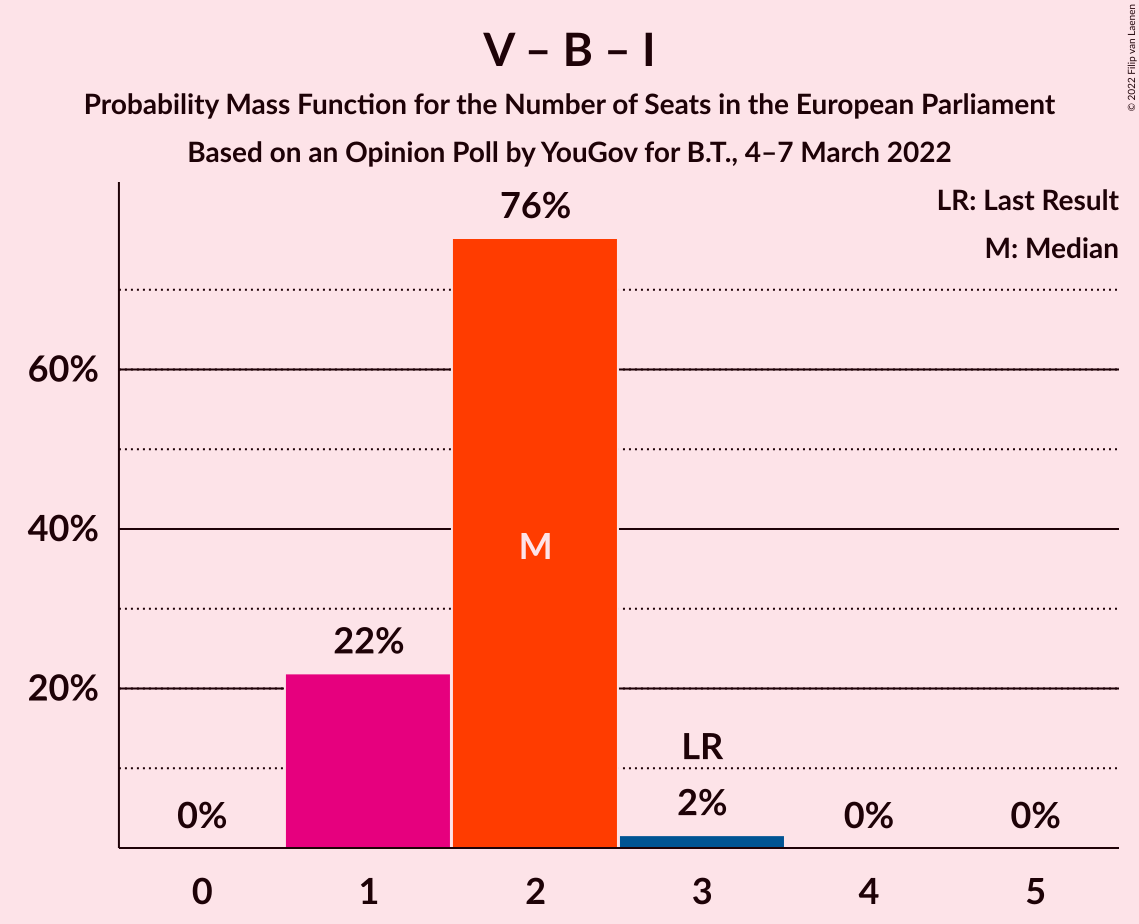 V – B – I
Probability Mass Function for the Number of Seats in the European Parliament
Based on an Opinion Poll by YouGov for B.T., 4–7 March 2022
© 2022 Filip van Laenen
LR: Last Result
M: Median
76%
60%
40%
M
22%
20%
LR
0%
2%
0%
0%
0
1
2
3
4
5